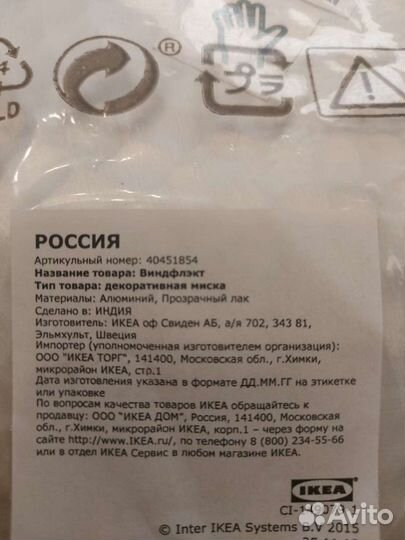 4
LD
®
РОССИЯ
Артикульный номер: 40451854
Название товара: Виндфлэкт
Тип товара: декоративная миска
Материалы: Алюминий, Прозрачный лак
Сделано в: ИНДИЯ
Изготовитель: ИКЕА оф Свиден АБ, а/я 702, 343 81,
Эльмхульт, Швеция
Импортер (уполномоченная изготовителем организация):
ООО "ИКЕА ТОРГ", 141400, Московская обл., г.Химки,
микрорайон ИКЕА, стр.1
Дата изготовления указана в формате ДД.ММ.ГГ на этикетке
или упаковке
По вопросам качества товаров ИКЕА обращайтесь к
продавцу: ООО "ИКЕА ДОМ", Россия, 141400, Московская
обл., г.Химки, микрорайон ИКЕА, корп.1 – через форму на
сайте http://www.IKEA.ru/, по телефону 8 (800) 234-55-66
или в отдел ИКЕА Сервис в любом магазине ИКЕА.
IKEA
© Inter IKEA Systems B.V 2015
Avito